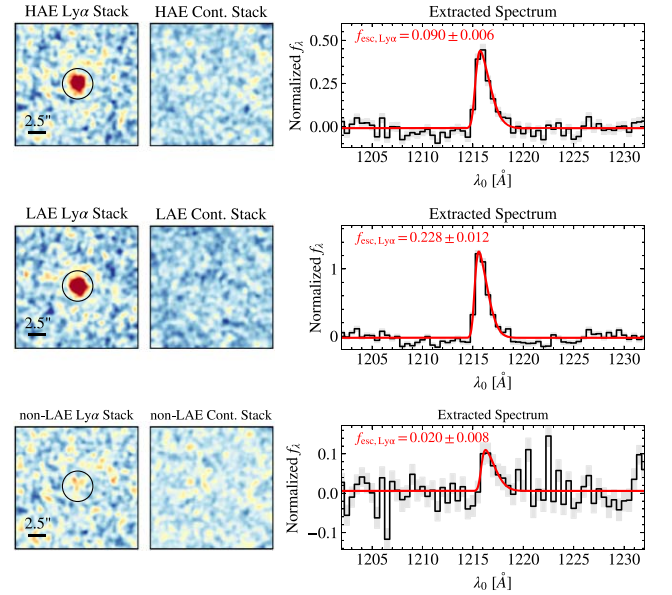 HAE Lyα Stack
HAE Cont. Stack
Extracted Spectrum
2.5"
f_esc, Lyα = 0.090 ± 0.006
Normalized f_λ
0.50
0.25
0.00
1205 1210 1215 1220 1225 1230
λ_0 [Å]
LAE Lyα Stack
LAE Cont. Stack
Extracted Spectrum
2.5"
f_esc, Lyα = 0.228 ± 0.012
Normalized f_λ
1
0
1205 1210 1215 1220 1225 1230
λ_0 [Å]
non-LAE Lyα Stack
non-LAE Cont. Stack
Extracted Spectrum
2.5"
f_esc, Lyα = 0.020 ± 0.008
Normalized f_λ
0.1
0.0
−0.1
1205 1210 1215 1220 1225 1230
λ_0 [Å]